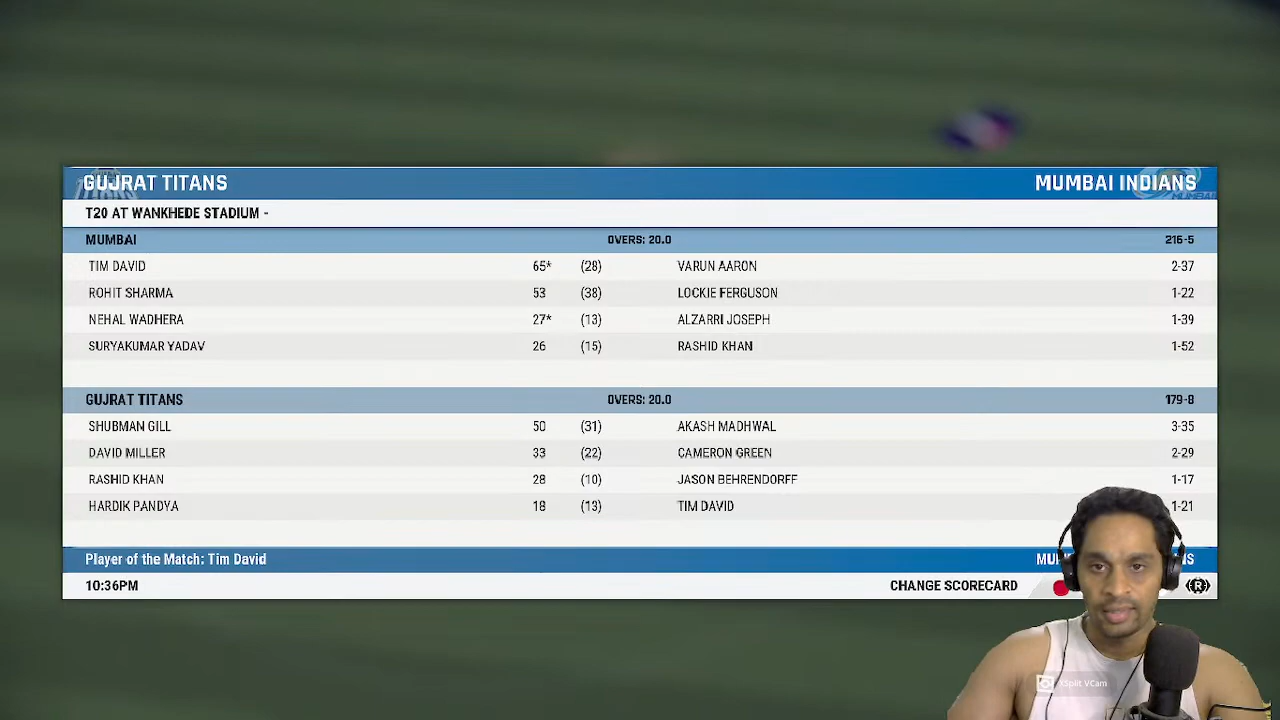 GUJRAT TITANS MUMBAI INDIANS
T20 AT WANKHEDE STADIUM -
MUMBAI OVERS: 20.0 216-5
TIM DAVID 65* (28) VARUN AARON 2-37
ROHIT SHARMA 53 (38) LOCKIE FERGUSON 1-22
NEHAL WADHERA 27* (13) ALZARRI JOSEPH 1-39
SURYAKUMAR YADAV 26 (15) RASHID KHAN 1-52
GUJRAT TITANS OVERS: 20.0 179-8
SHUBMAN GILL 50 (31) AKASH MADHWAL 3-35
DAVID MILLER 33 (22) CAMERON GREEN 2-29
RASHID KHAN 28 (10) JASON BEHRENDORFF 1-17
HARDIK PANDYA 18 (13) TIM DAVID 1-21
Player of the Match: Tim David
10:36PM CHANGE SCORECARD R
XSplit VCam